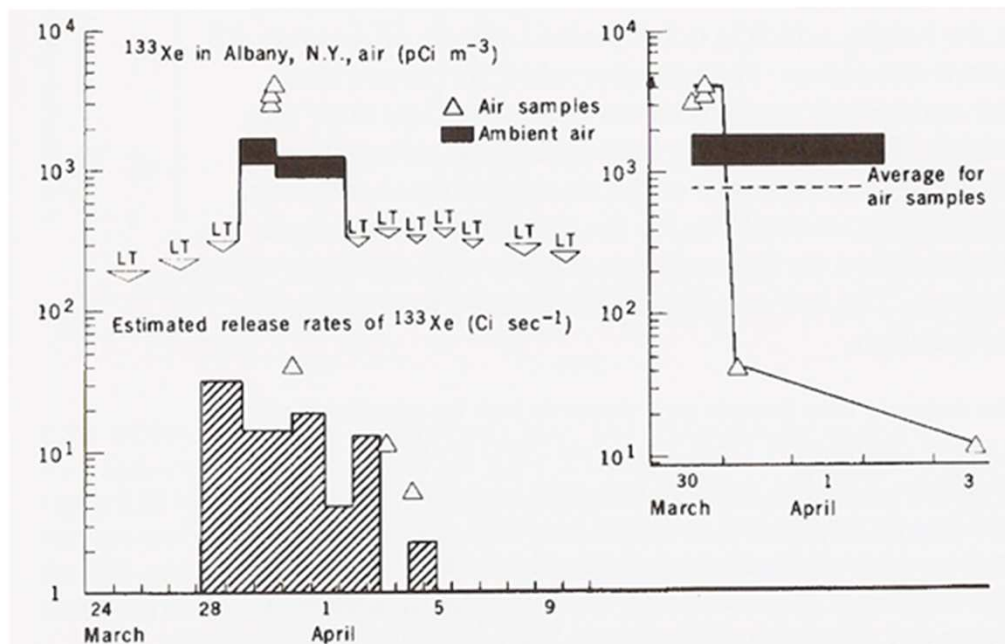 10⁴
¹³³Xe in Albany, N.Y., air (pCi m⁻³)
Air samples
Ambient air
10³
LT LT LT LT LT LT LT LT LT LT
10²
Estimated release rates of ¹³³Xe (Ci sec⁻¹)
10¹
1
24 28 1 5 9
March April
10⁴
10³
Average for
air samples
10²
10¹
30 1 3
March April